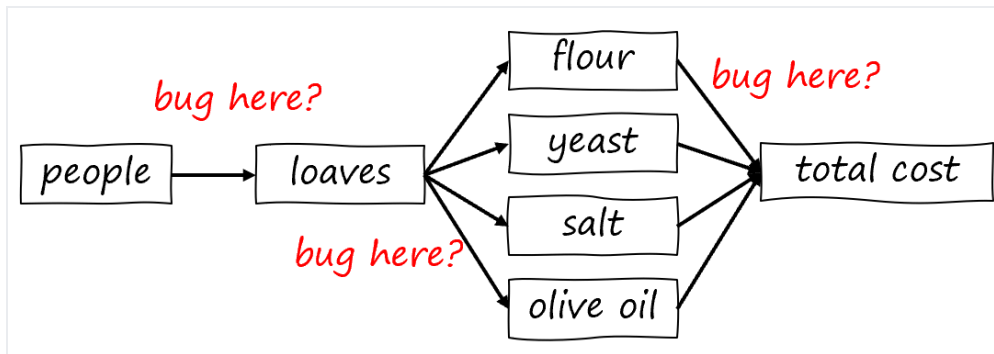 bug here?
people
loaves
bug here?
flour
yeast
salt
olive oil
bug here?
total cost